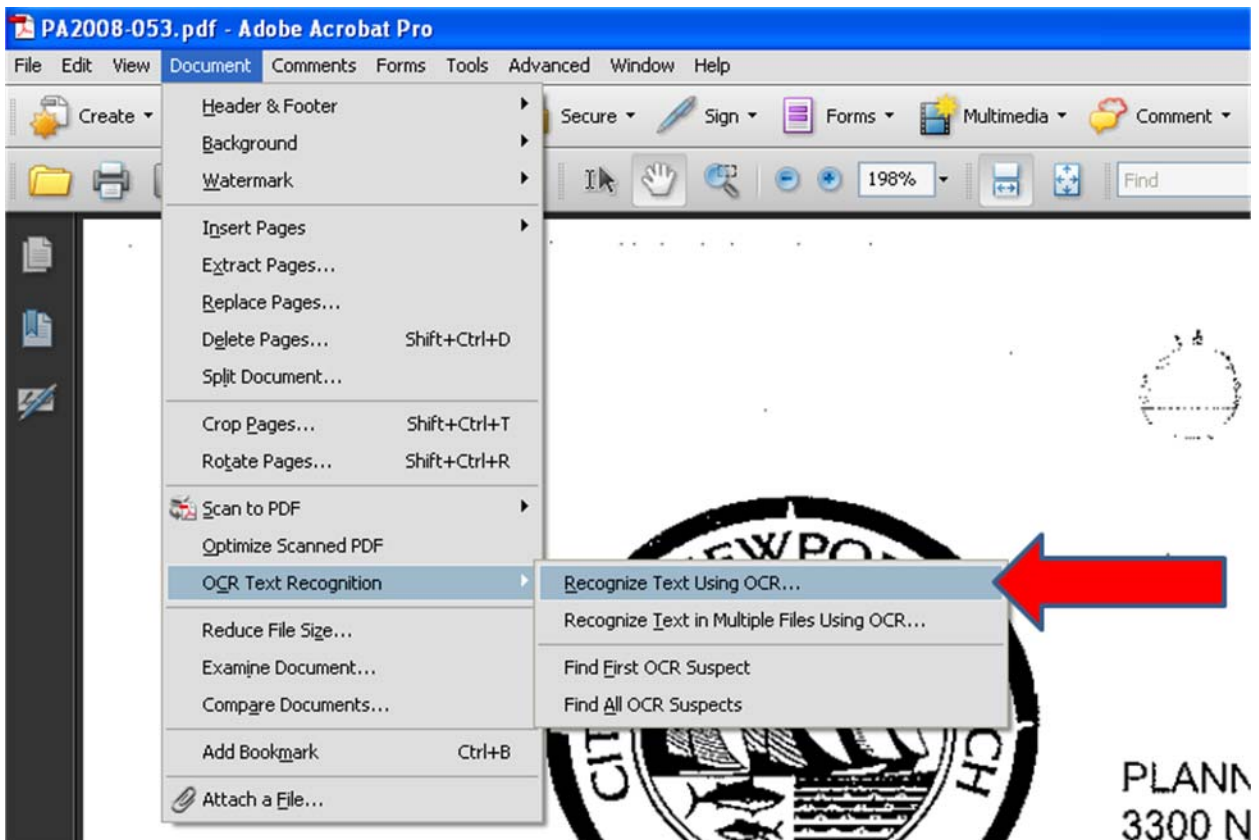 PA2008-053.pdf - Adobe Acrobat Pro
File Edit View Document Comments Forms Tools Advanced Window Help
Create Secure Sign Forms Multimedia Comment
198% Find
Header & Footer
Background
Watermark
Insert Pages
Extract Pages...
Replace Pages...
Delete Pages... Shift+Ctrl+D
Split Document...
Crop Pages... Shift+Ctrl+T
Rotate Pages... Shift+Ctrl+R
Scan to PDF
Optimize Scanned PDF
OCR Text Recognition
Recognize Text Using OCR...
Recognize Text in Multiple Files Using OCR...
Find First OCR Suspect
Find All OCR Suspects
Reduce File Size...
Examine Document...
Compare Documents...
Add Bookmark Ctrl+B
Attach a File...
PLANN
3300 N